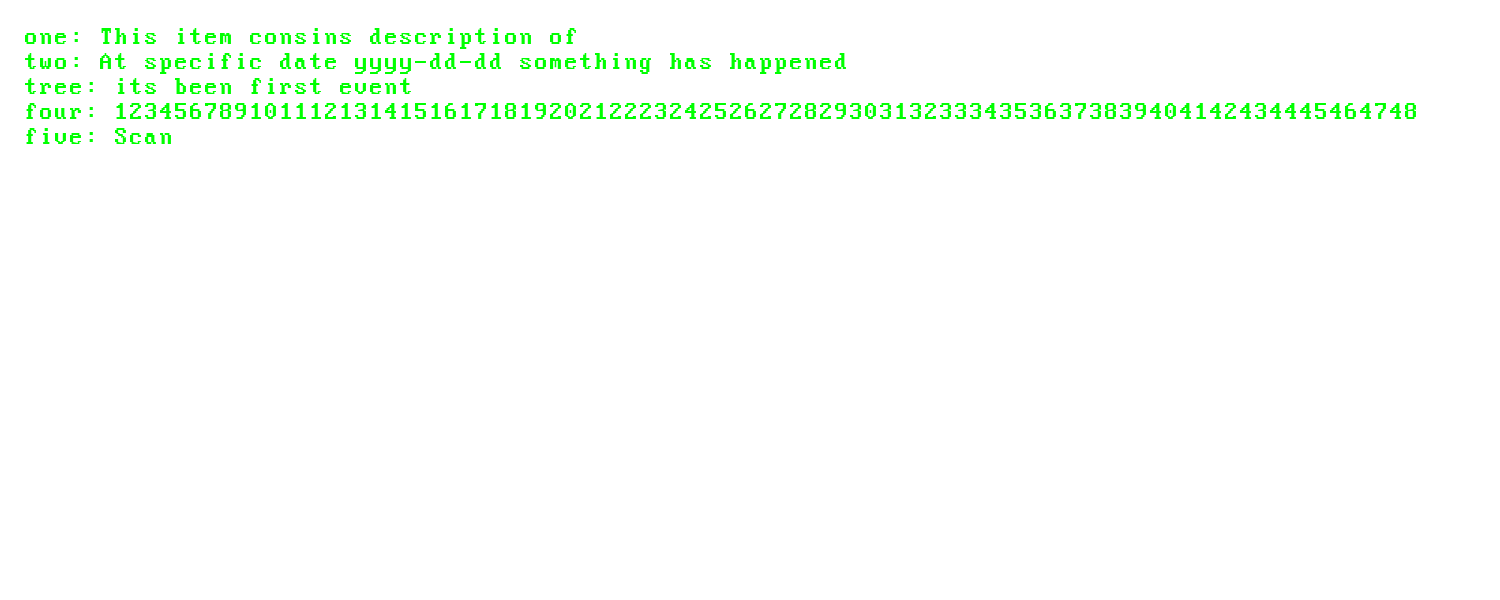 one: This item consins description of
two: At specific date yyyy-dd-dd something has happened
tree: its been first event
four: 123456789101112131415161718192021222324252627282930313233343536373839404142434445464748
five: Scan